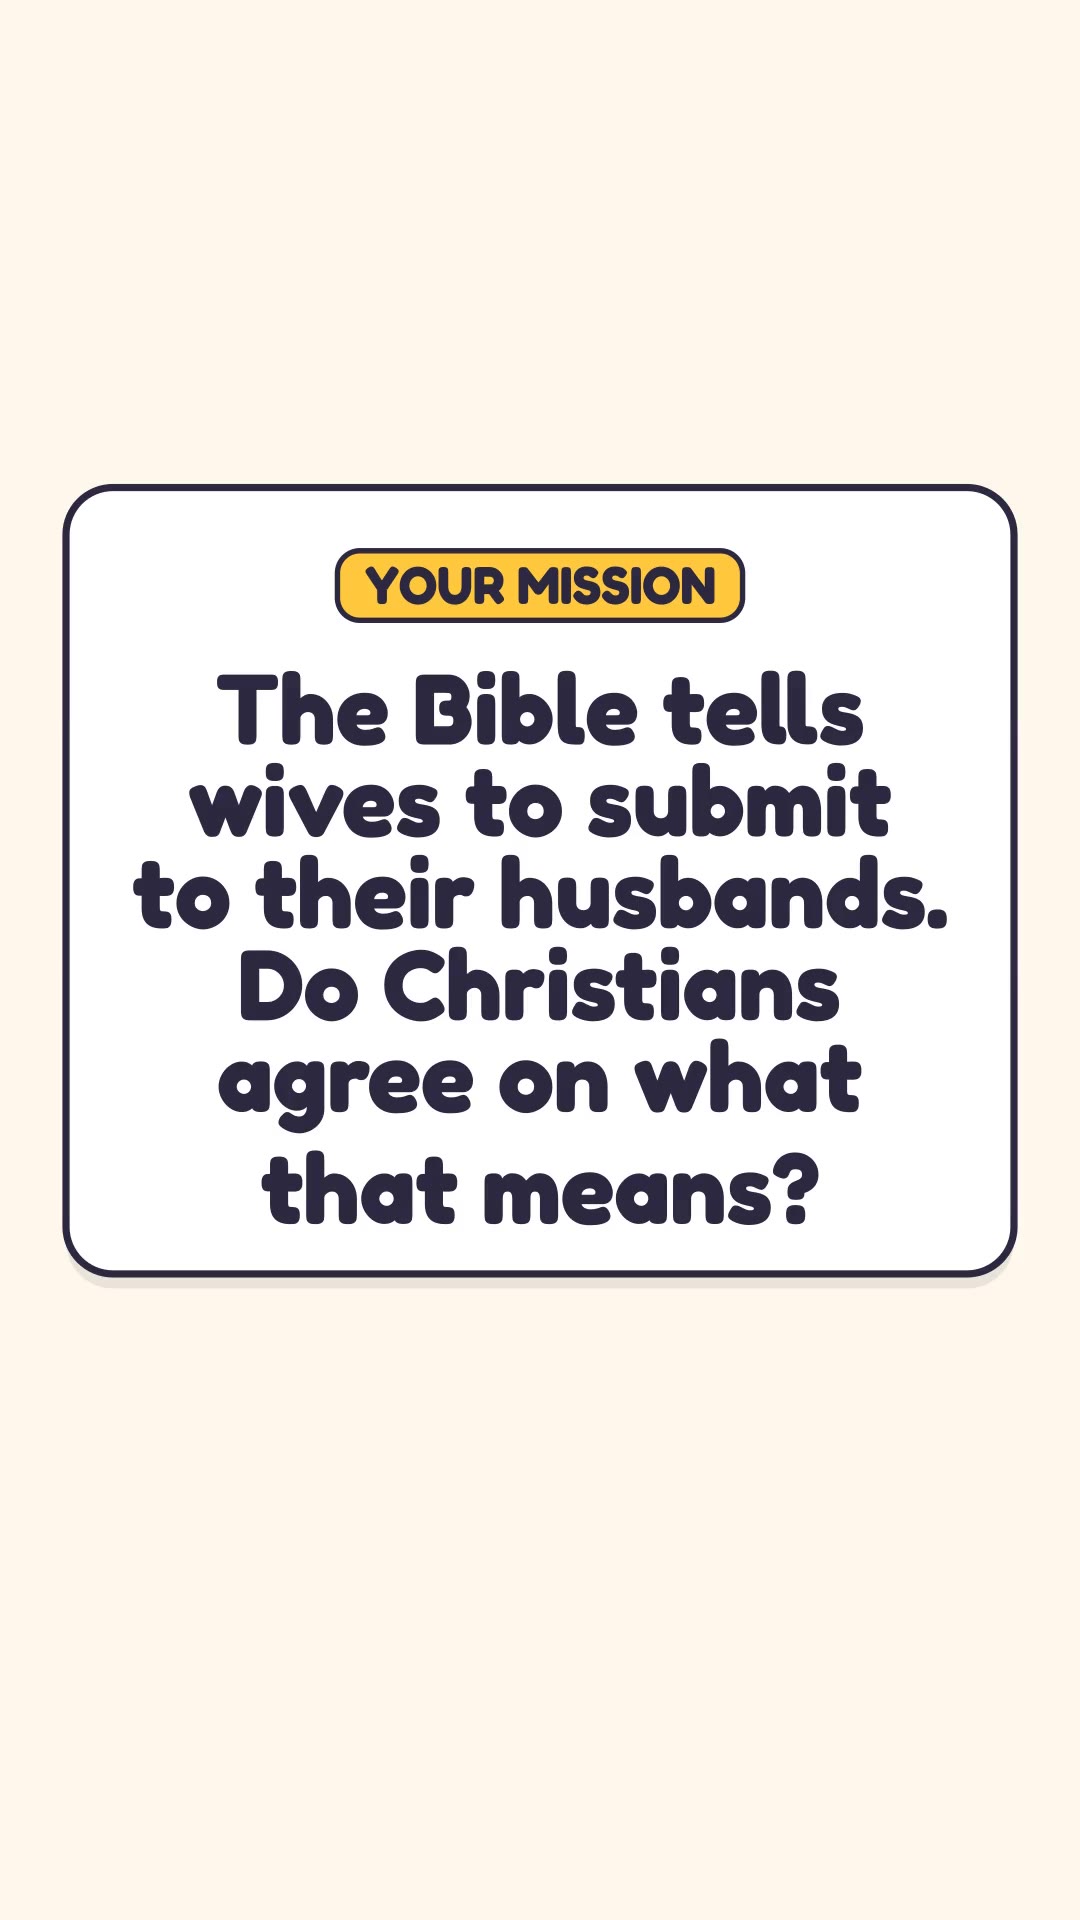 YOUR MISSION
The Bible tells
wives to submit
to their husbands.
Do Christians
agree on what
that means?